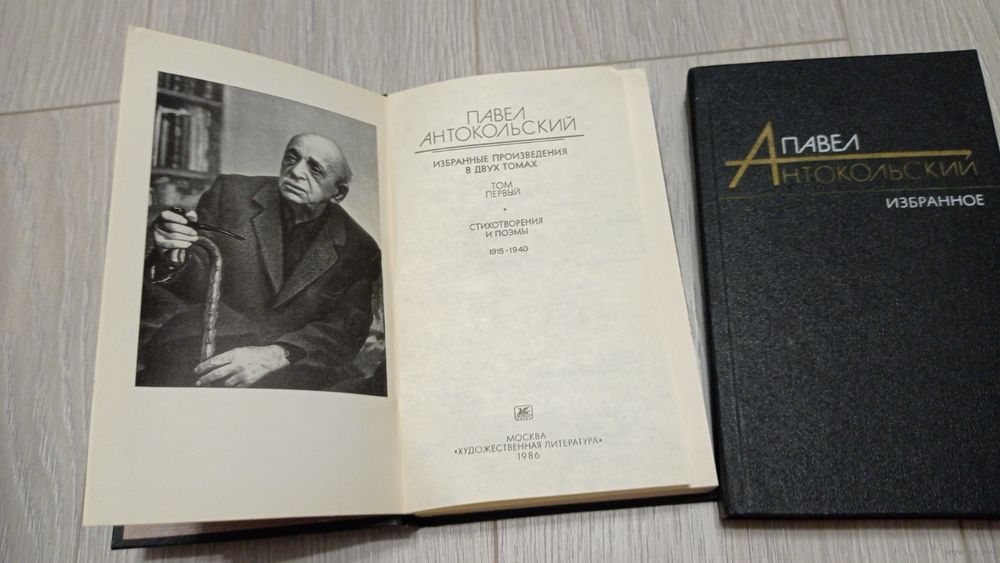 ПАВЕЛ
АНТОКОЛЬСКИЙ
ИЗБРАННЫЕ ПРОИЗВЕДЕНИЯ
В ДВУХ ТОМАХ
ТОМ
ПЕРВЫЙ
•
СТИХОТВОРЕНИЯ
И ПОЭМЫ
1915-1940
МОСКВА
«ХУДОЖЕСТВЕННАЯ ЛИТЕРАТУРА»
1986
ПАВЕЛ
АНТОКОЛЬСКИЙ
ИЗБРАННОЕ